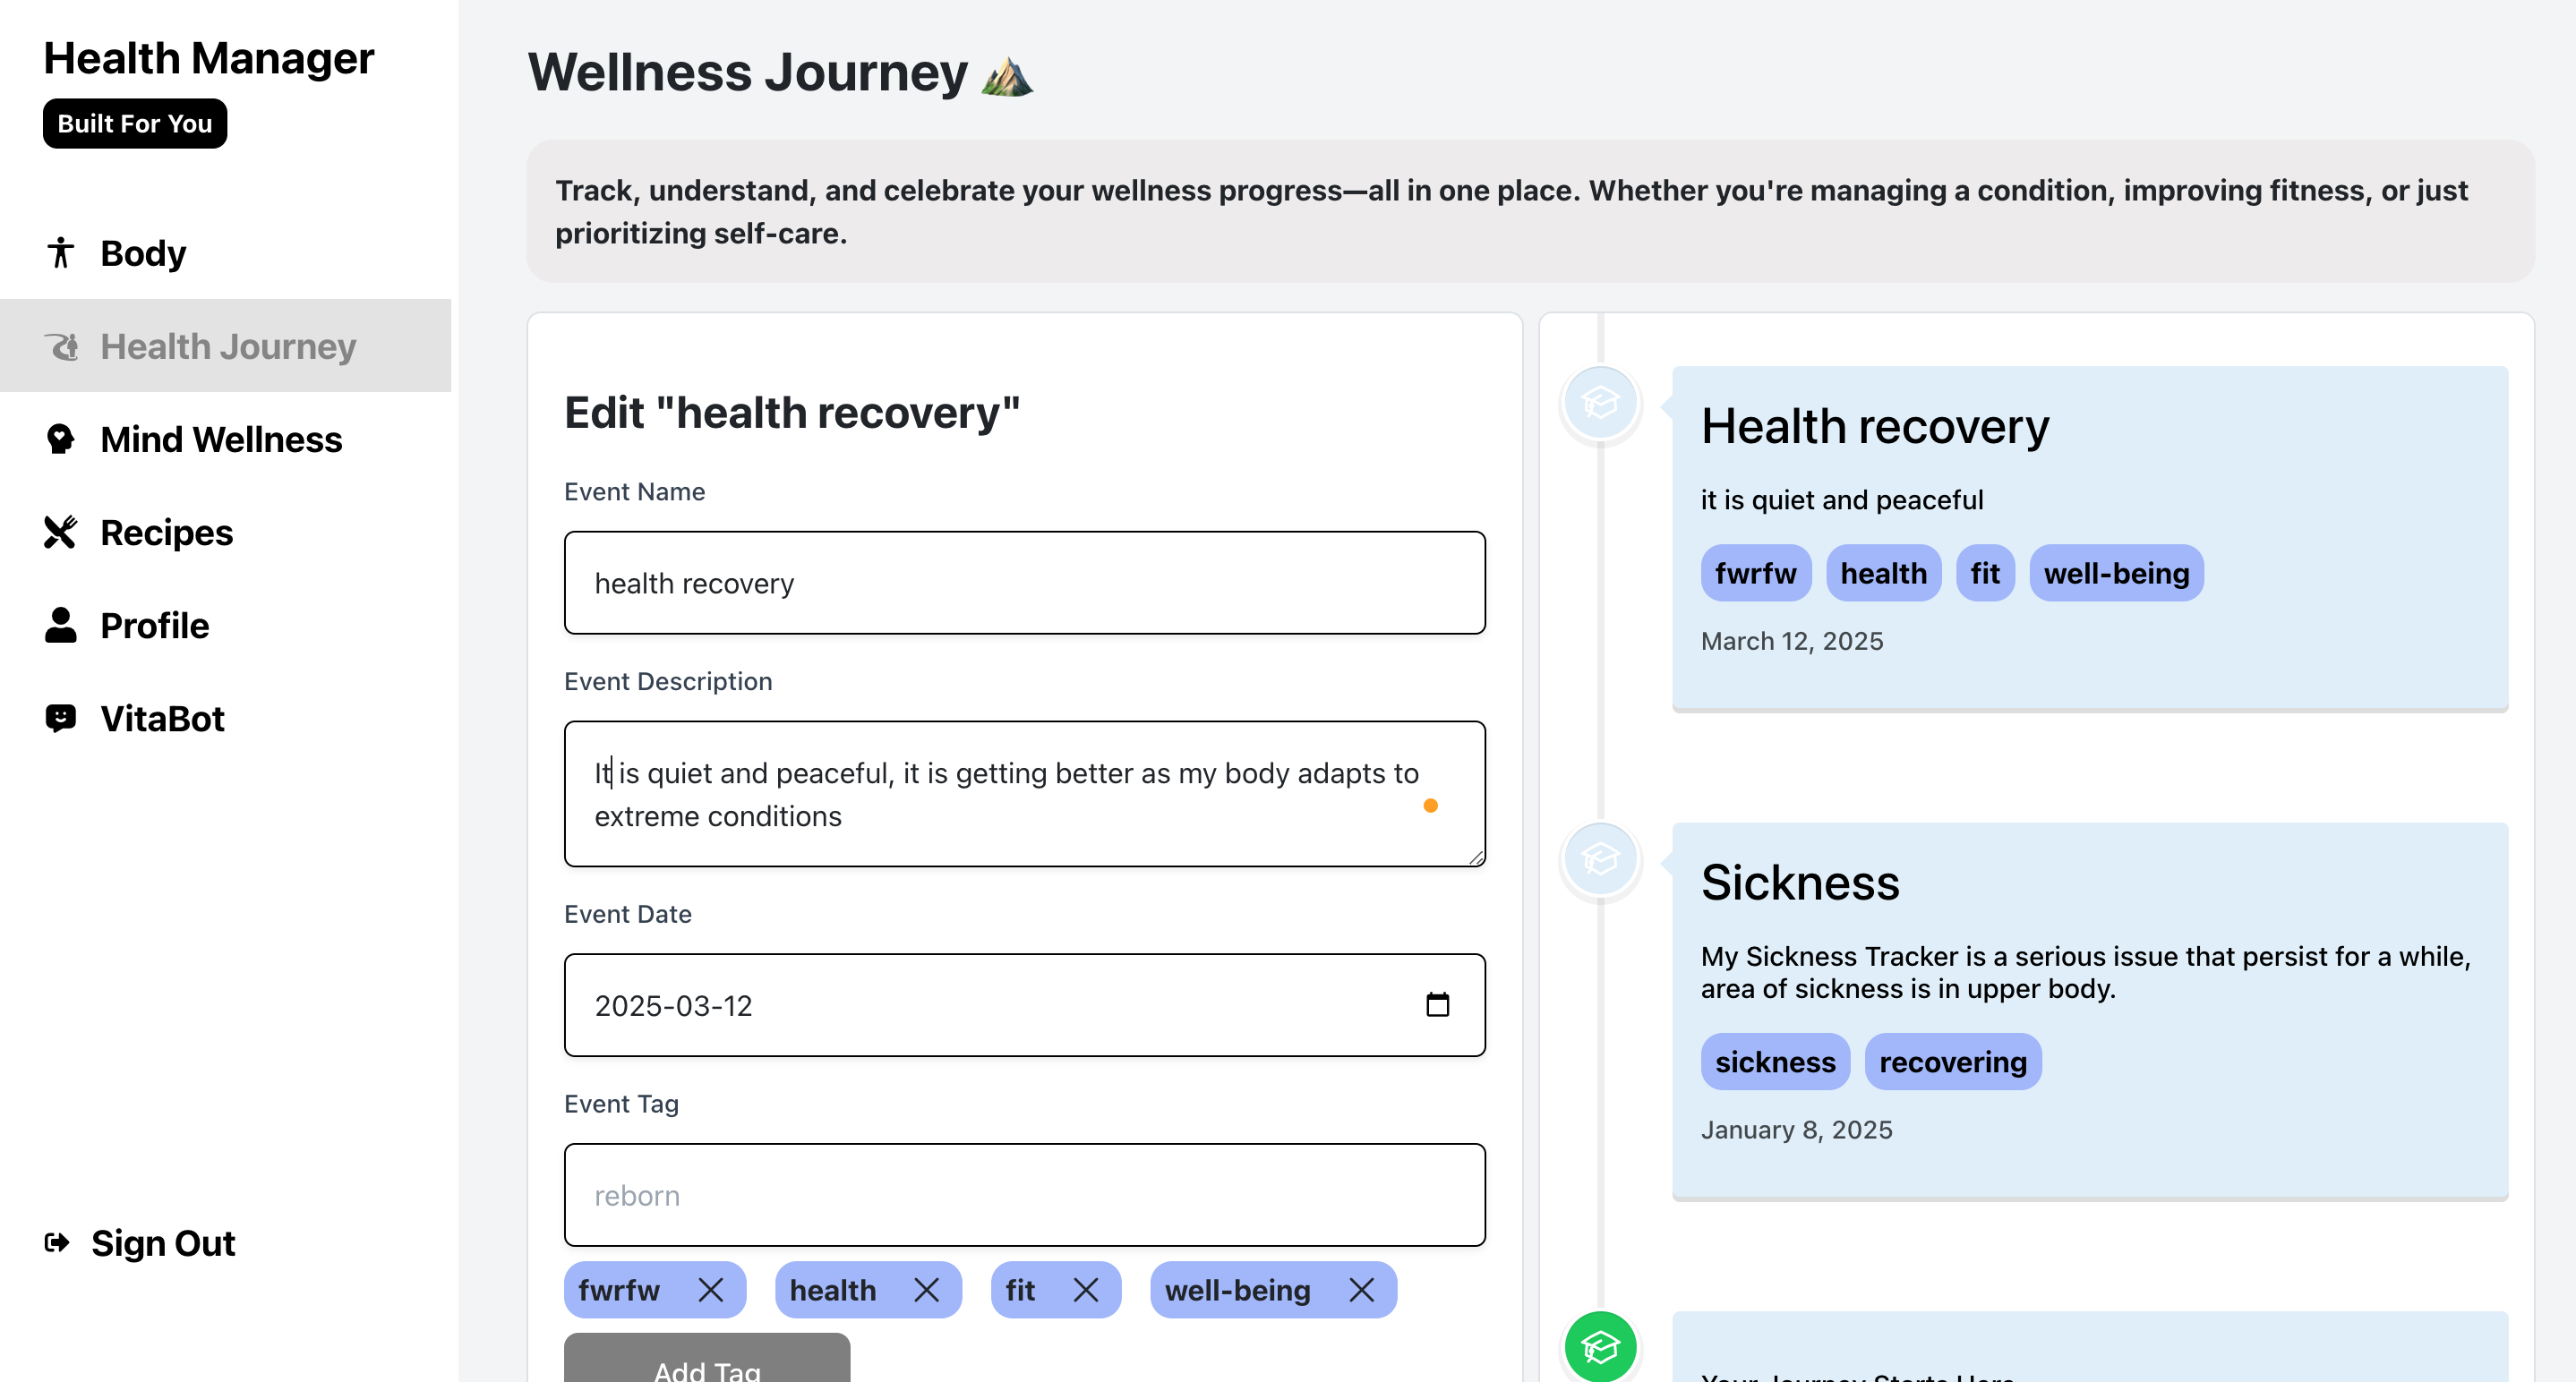 Health Manager
Built For You
Body
Health Journey
Mind Wellness
Recipes
Profile
VitaBot
Sign Out
Wellness Journey
Track, understand, and celebrate your wellness progress—all in one place. Whether you're managing a condition, improving fitness, or just
prioritizing self-care.
Edit "health recovery"
Event Name
health recovery
Event Description
It is quiet and peaceful, it is getting better as my body adapts to
extreme conditions
Event Date
2025-03-12
Event Tag
reborn
fwrfw health fit well-being
Add Tag
Health recovery
it is quiet and peaceful
fwrfw health fit well-being
March 12, 2025
Sickness
My Sickness Tracker is a serious issue that persist for a while,
area of sickness is in upper body.
sickness recovering
January 8, 2025
Your Journey Starts Here